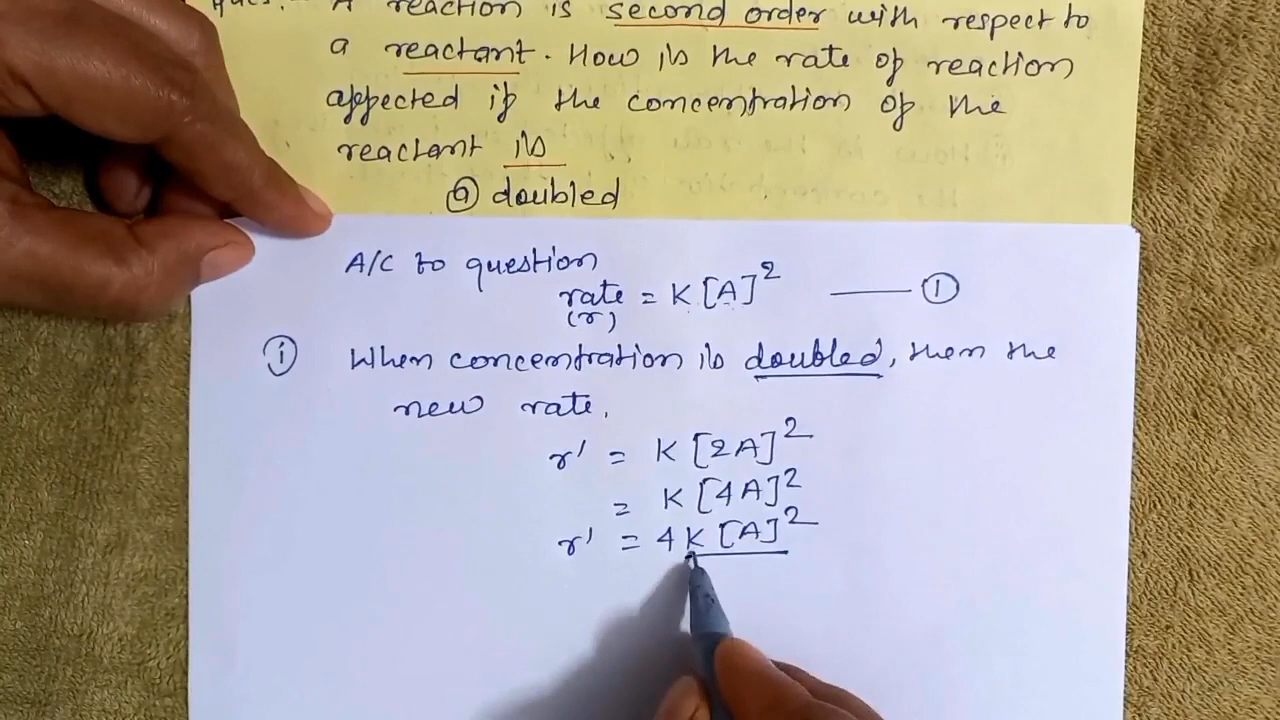 Ques:- A reaction is second order with respect to
a reactant. How is the rate of reaction
affected if the concentration of the
reactant is
(a) doubled
A/C to question
rate = K[A]² —— (1)
(r)
(i) When concentration is doubled, then the
new rate,
r' = K[2A]²
= K[4A]²
r' = 4K[A]²